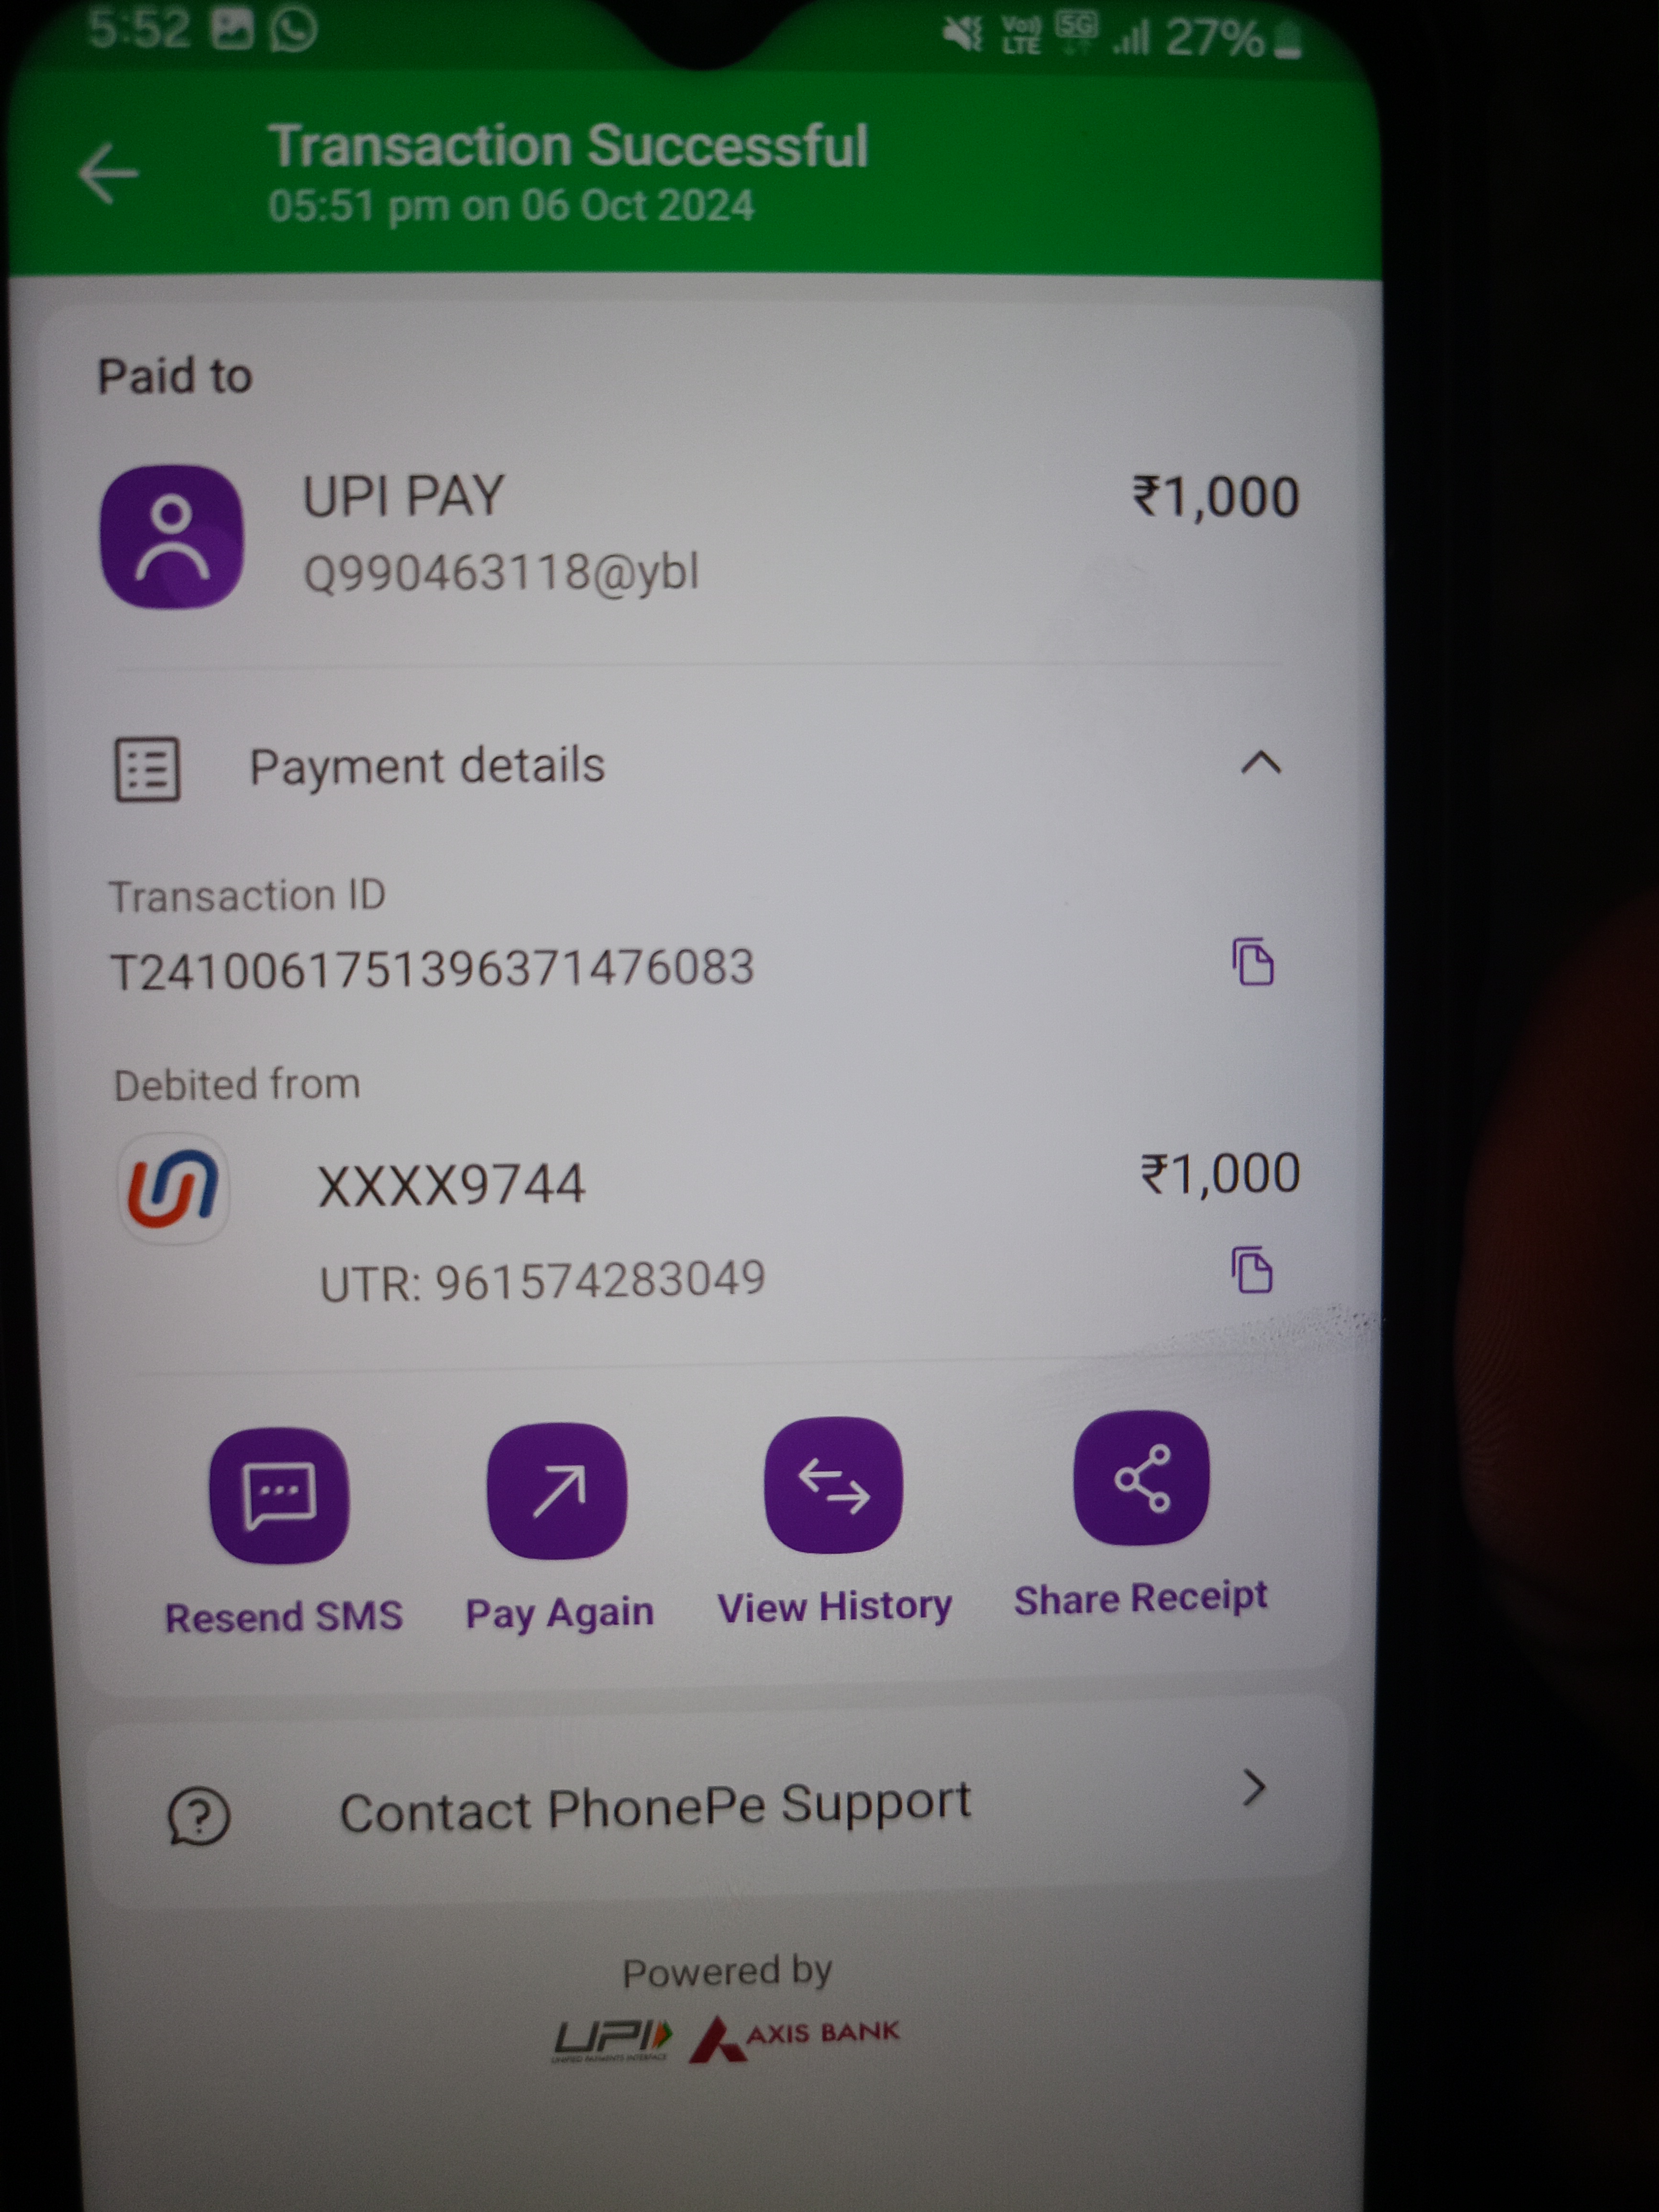 5:52 Vo)) LTE 5G 27%
Transaction Successful
05:51 pm on 06 Oct 2024
Paid to
UPI PAY ₹1,000
Q990463118@ybl
Payment details
Transaction ID
T2410061751396371476083
Debited from
XXXX9744 ₹1,000
UTR: 961574283049
Resend SMS Pay Again View History Share Receipt
Contact PhonePe Support
Powered by
UPI AXIS BANK
UNIFIED PAYMENTS INTERFACE